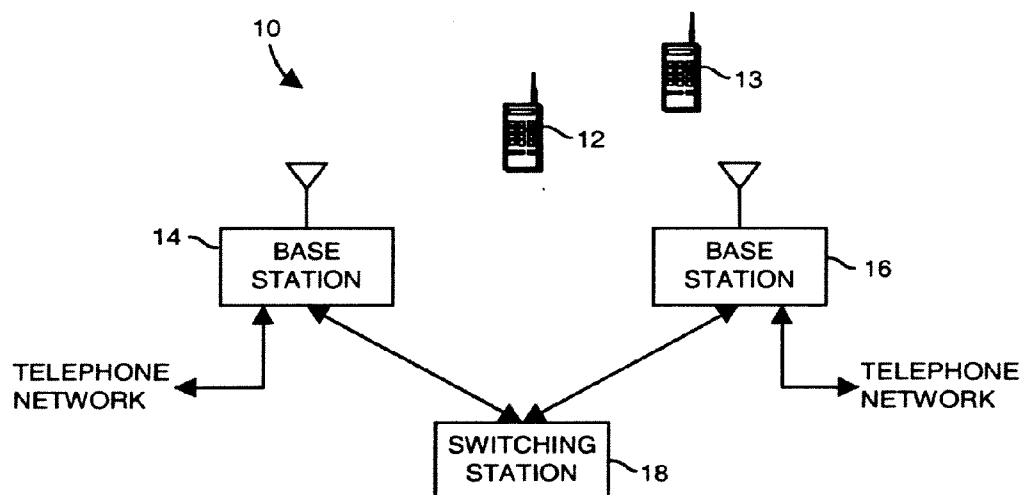 10
13
12
14
BASE
STATION
BASE
STATION
16
TELEPHONE
NETWORK
TELEPHONE
NETWORK
SWITCHING
STATION
18